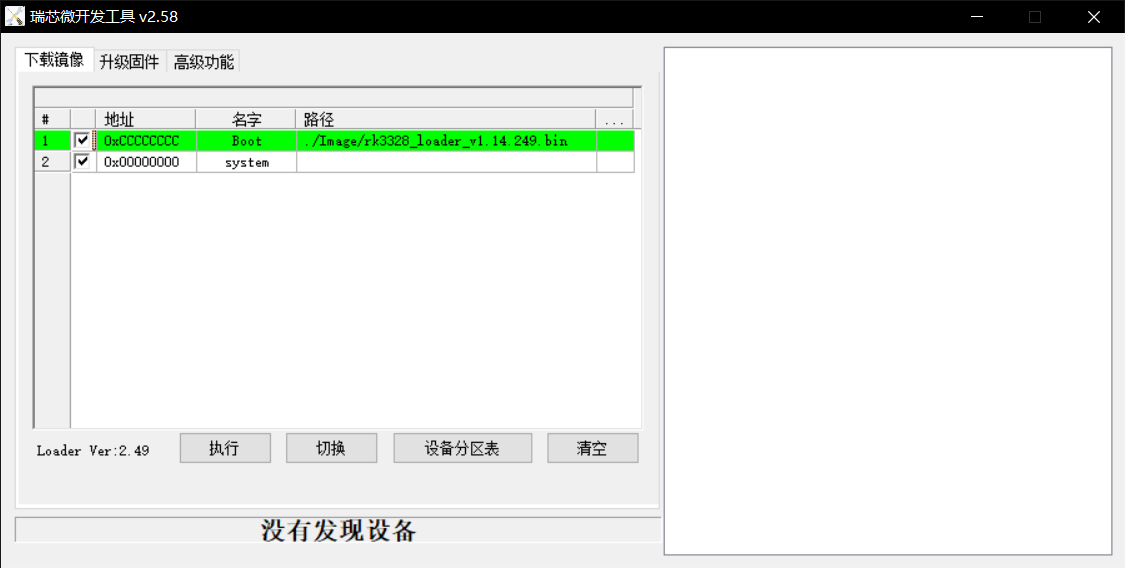 瑞芯微开发工具 v2.58
下载镜像 升级固件 高级功能
# 地址 名字 路径 ...
1 0xCCCCCCCC Boot ./Image/rk3328_loader_v1.14.249.bin
2 0x00000000 system
Loader Ver:2.49 执行 切换 设备分区表 清空
没有发现设备